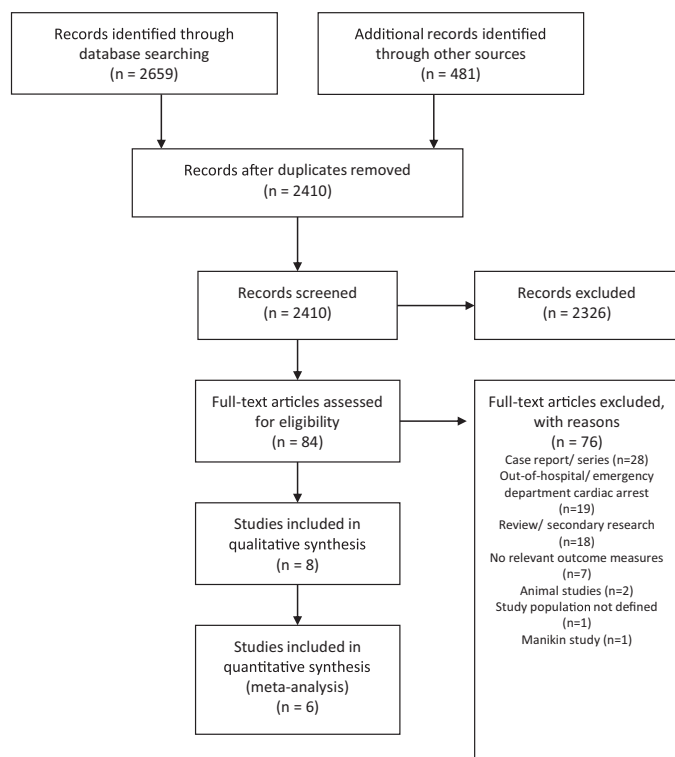 Records identified through
database searching
(n = 2659)
Additional records identified
through other sources
(n = 481)
Records after duplicates removed
(n = 2410)
Records screened
(n = 2410)
Records excluded
(n = 2326)
Full-text articles assessed
for eligibility
(n = 84)
Full-text articles excluded,
with reasons
(n = 76)
Case report/ series (n=28)
Out-of-hospital/ emergency
department cardiac arrest
(n=19)
Review/ secondary research
(n=18)
No relevant outcome measures
(n=7)
Animal studies (n=2)
Study population not defined
(n=1)
Manikin study (n=1)
Studies included in
qualitative synthesis
(n = 8)
Studies included in
quantitative synthesis
(meta-analysis)
(n = 6)